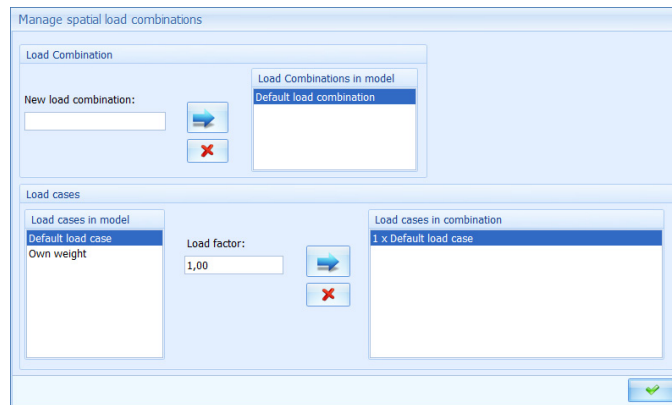 Manage spatial load combinations
Load Combination
New load combination:
Load Combinations in model
Default load combination
Load cases
Load cases in model
Default load case
Own weight
Load factor:
1,00
Load cases in combination
1 x Default load case